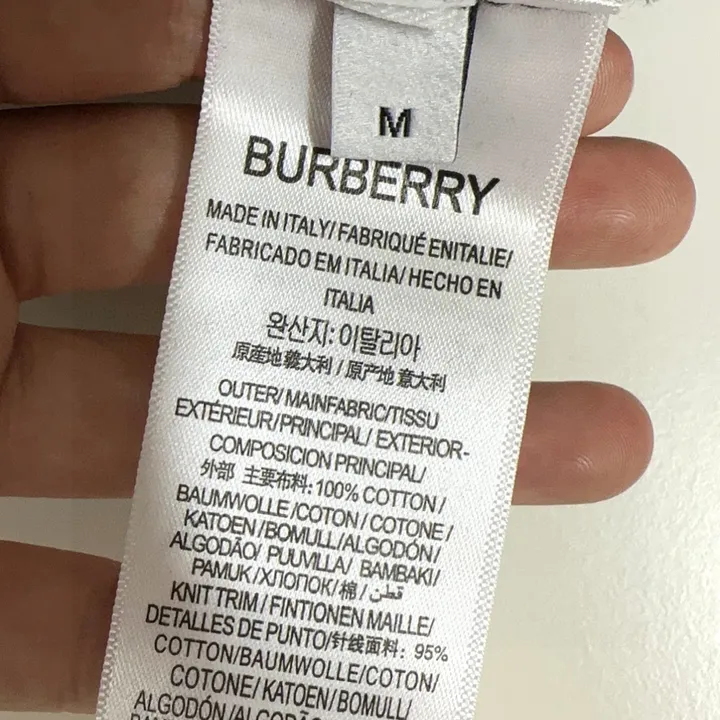 M
BURBERRY
MADE IN ITALY/ FABRIQUÉ ENITALIE/
FABRICADO EM ITALIA/ HECHO EN
ITALIA
완산지: 이탈리아
原産地 義大利 / 原产地 意大利
OUTER/ MAINFABRIC/TISSU
EXTÉRIEUR/PRINCIPAL/ EXTERIOR-
COMPOSICION PRINCIPAL/
外部 主要布料: 100% COTTON/
BAUMWOLLE /COTON / COTONE /
KATOEN/BOMULL/ALGODÓN/
ALGODÃO/ PUUVILLA/ BAMBAKI/
PAMUK/ХЛОПОК/ 棉/ قطن/
KNIT TRIM / FINTIONEN MAILLE/
DETALLES DE PUNTO/针线面料: 95%
COTTON/BAUMWOLLE/COTON/
COTONE/ KATOEN/BOMULL/
ALGODÓN/ALGODÃO/